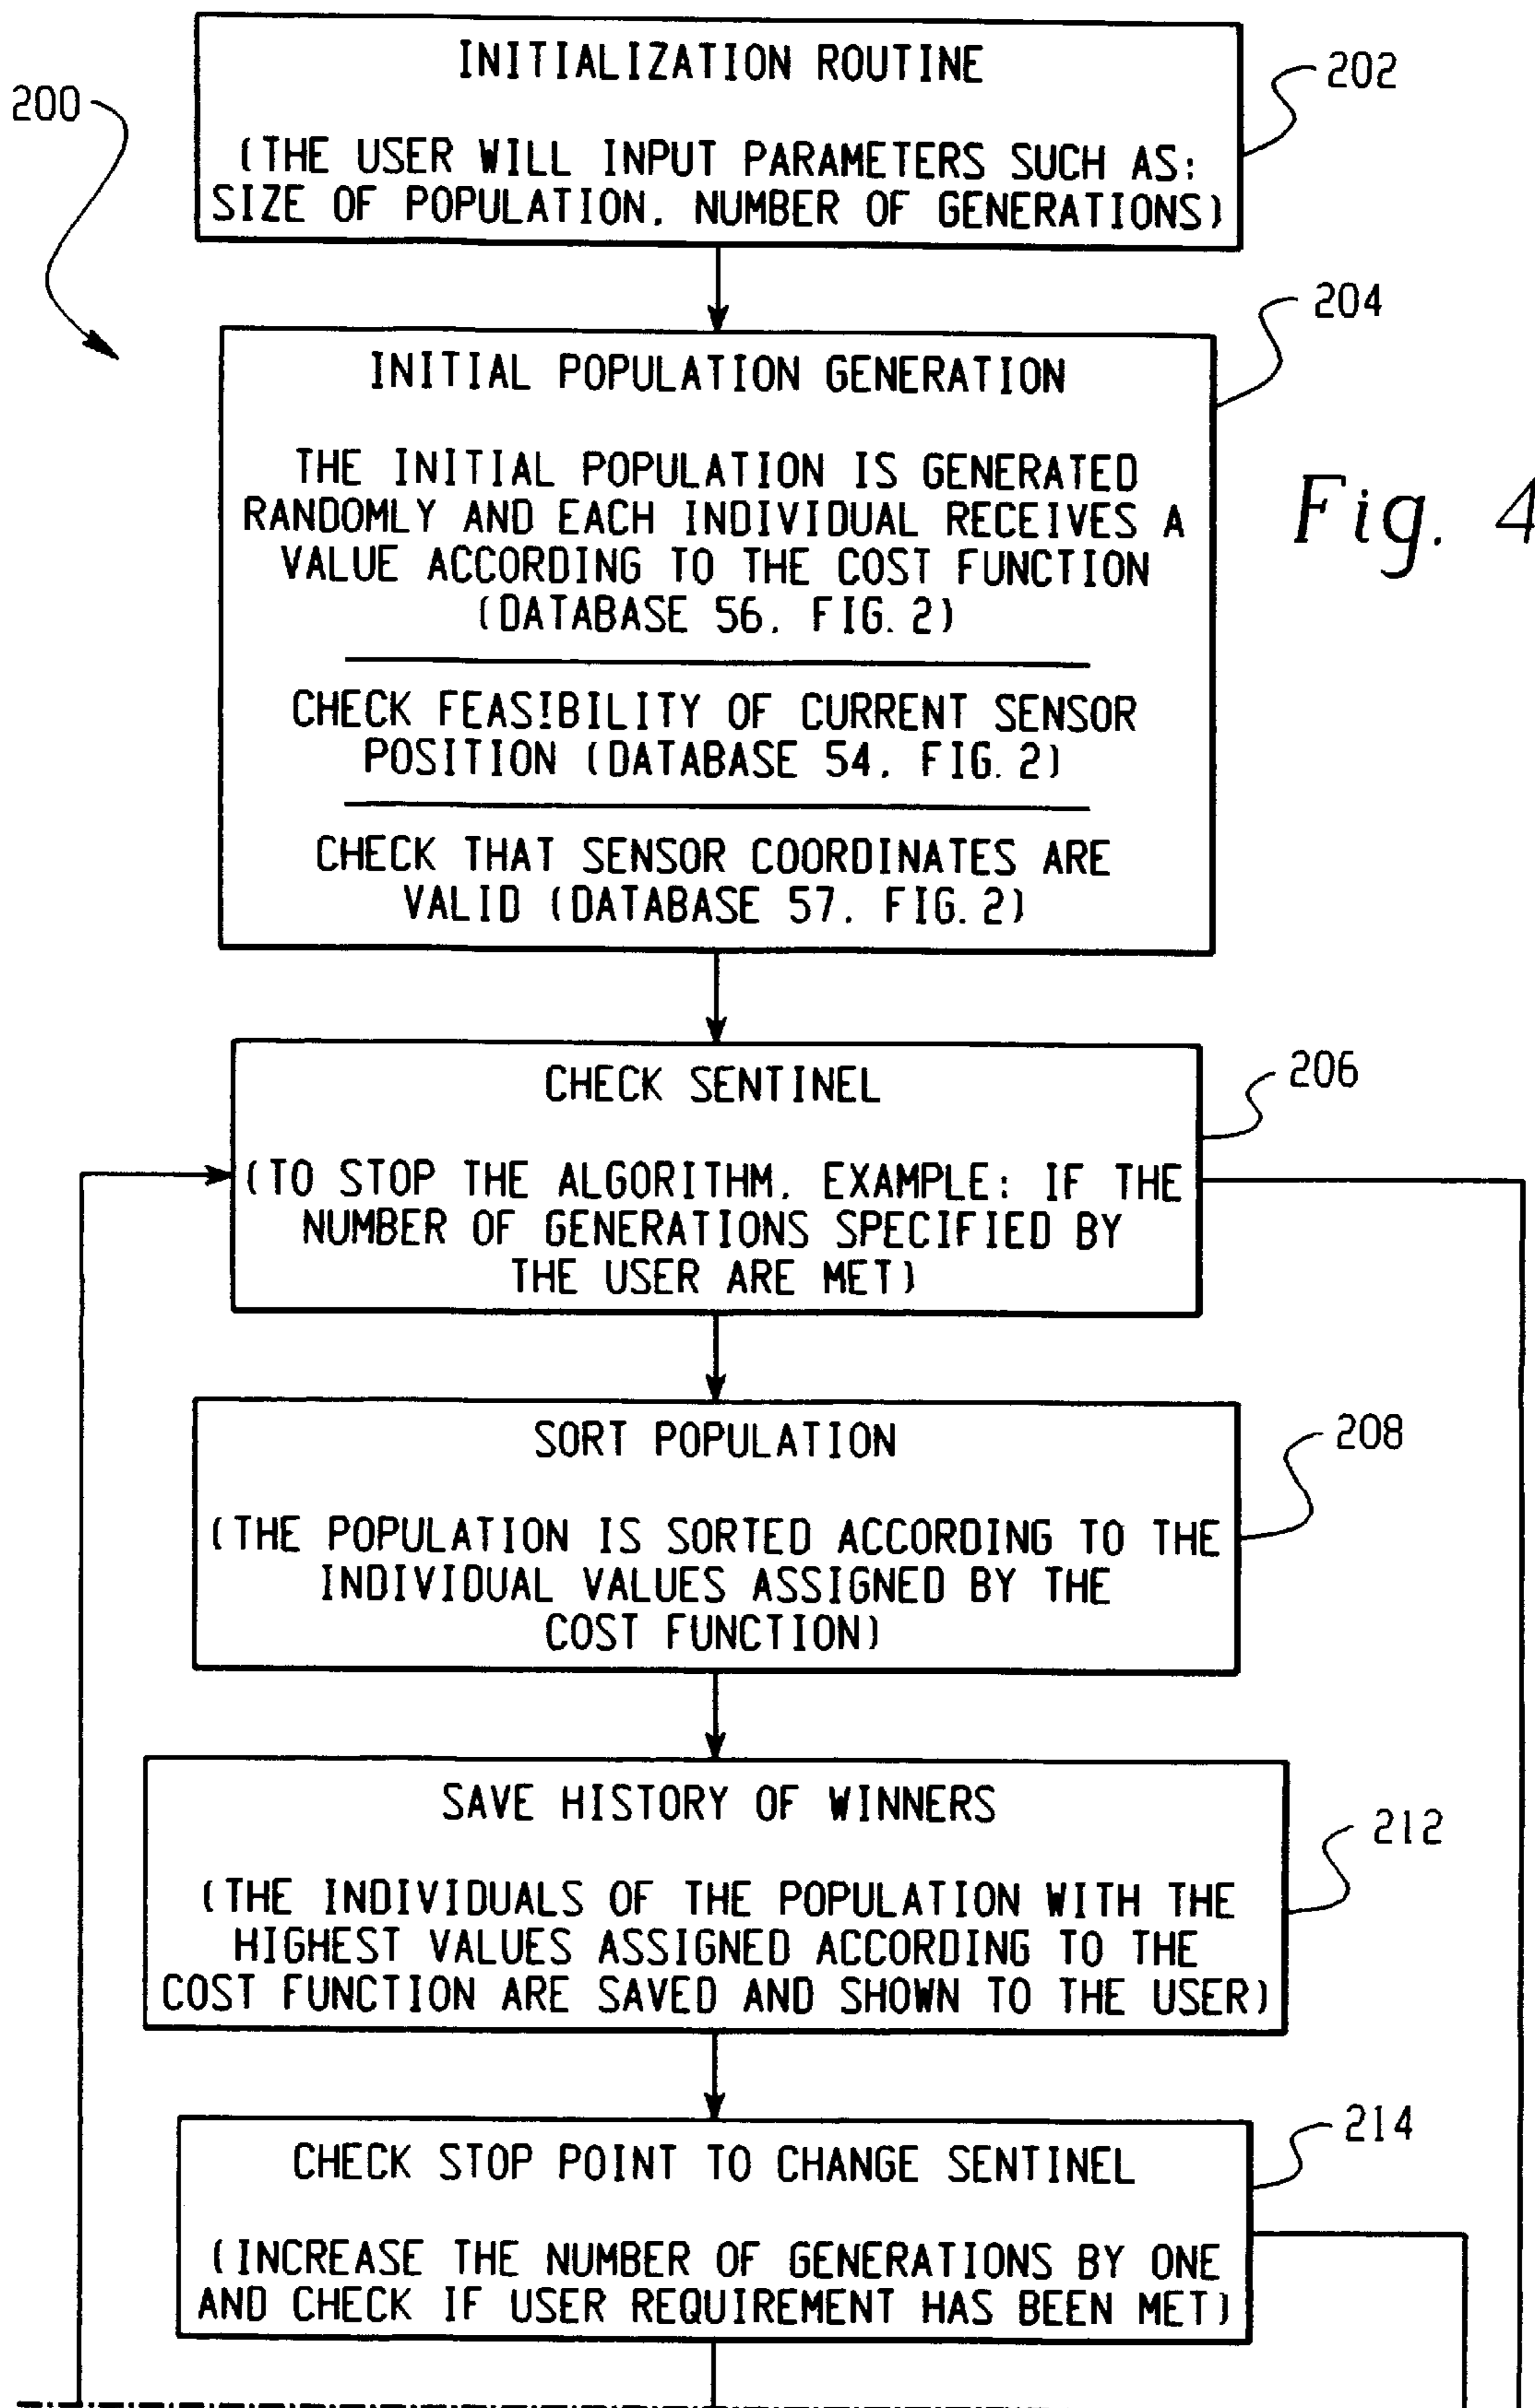 200
INITIALIZATION ROUTINE
(THE USER WILL INPUT PARAMETERS SUCH AS:
SIZE OF POPULATION, NUMBER OF GENERATIONS)
202
INITIAL POPULATION GENERATION
THE INITIAL POPULATION IS GENERATED
RANDOMLY AND EACH INDIVIDUAL RECEIVES A
VALUE ACCORDING TO THE COST FUNCTION
(DATABASE 56, FIG. 2)
CHECK FEASIBILITY OF CURRENT SENSOR
POSITION (DATABASE 54, FIG. 2)
CHECK THAT SENSOR COORDINATES ARE
VALID (DATABASE 57, FIG. 2)
204
Fig. 4
CHECK SENTINEL
(TO STOP THE ALGORITHM, EXAMPLE: IF THE
NUMBER OF GENERATIONS SPECIFIED BY
THE USER ARE MET)
206
SORT POPULATION
(THE POPULATION IS SORTED ACCORDING TO THE
INDIVIDUAL VALUES ASSIGNED BY THE
COST FUNCTION)
208
SAVE HISTORY OF WINNERS
(THE INDIVIDUALS OF THE POPULATION WITH THE
HIGHEST VALUES ASSIGNED ACCORDING TO THE
COST FUNCTION ARE SAVED AND SHOWN TO THE USER)
212
CHECK STOP POINT TO CHANGE SENTINEL
(INCREASE THE NUMBER OF GENERATIONS BY ONE
AND CHECK IF USER REQUIREMENT HAS BEEN MET)
214